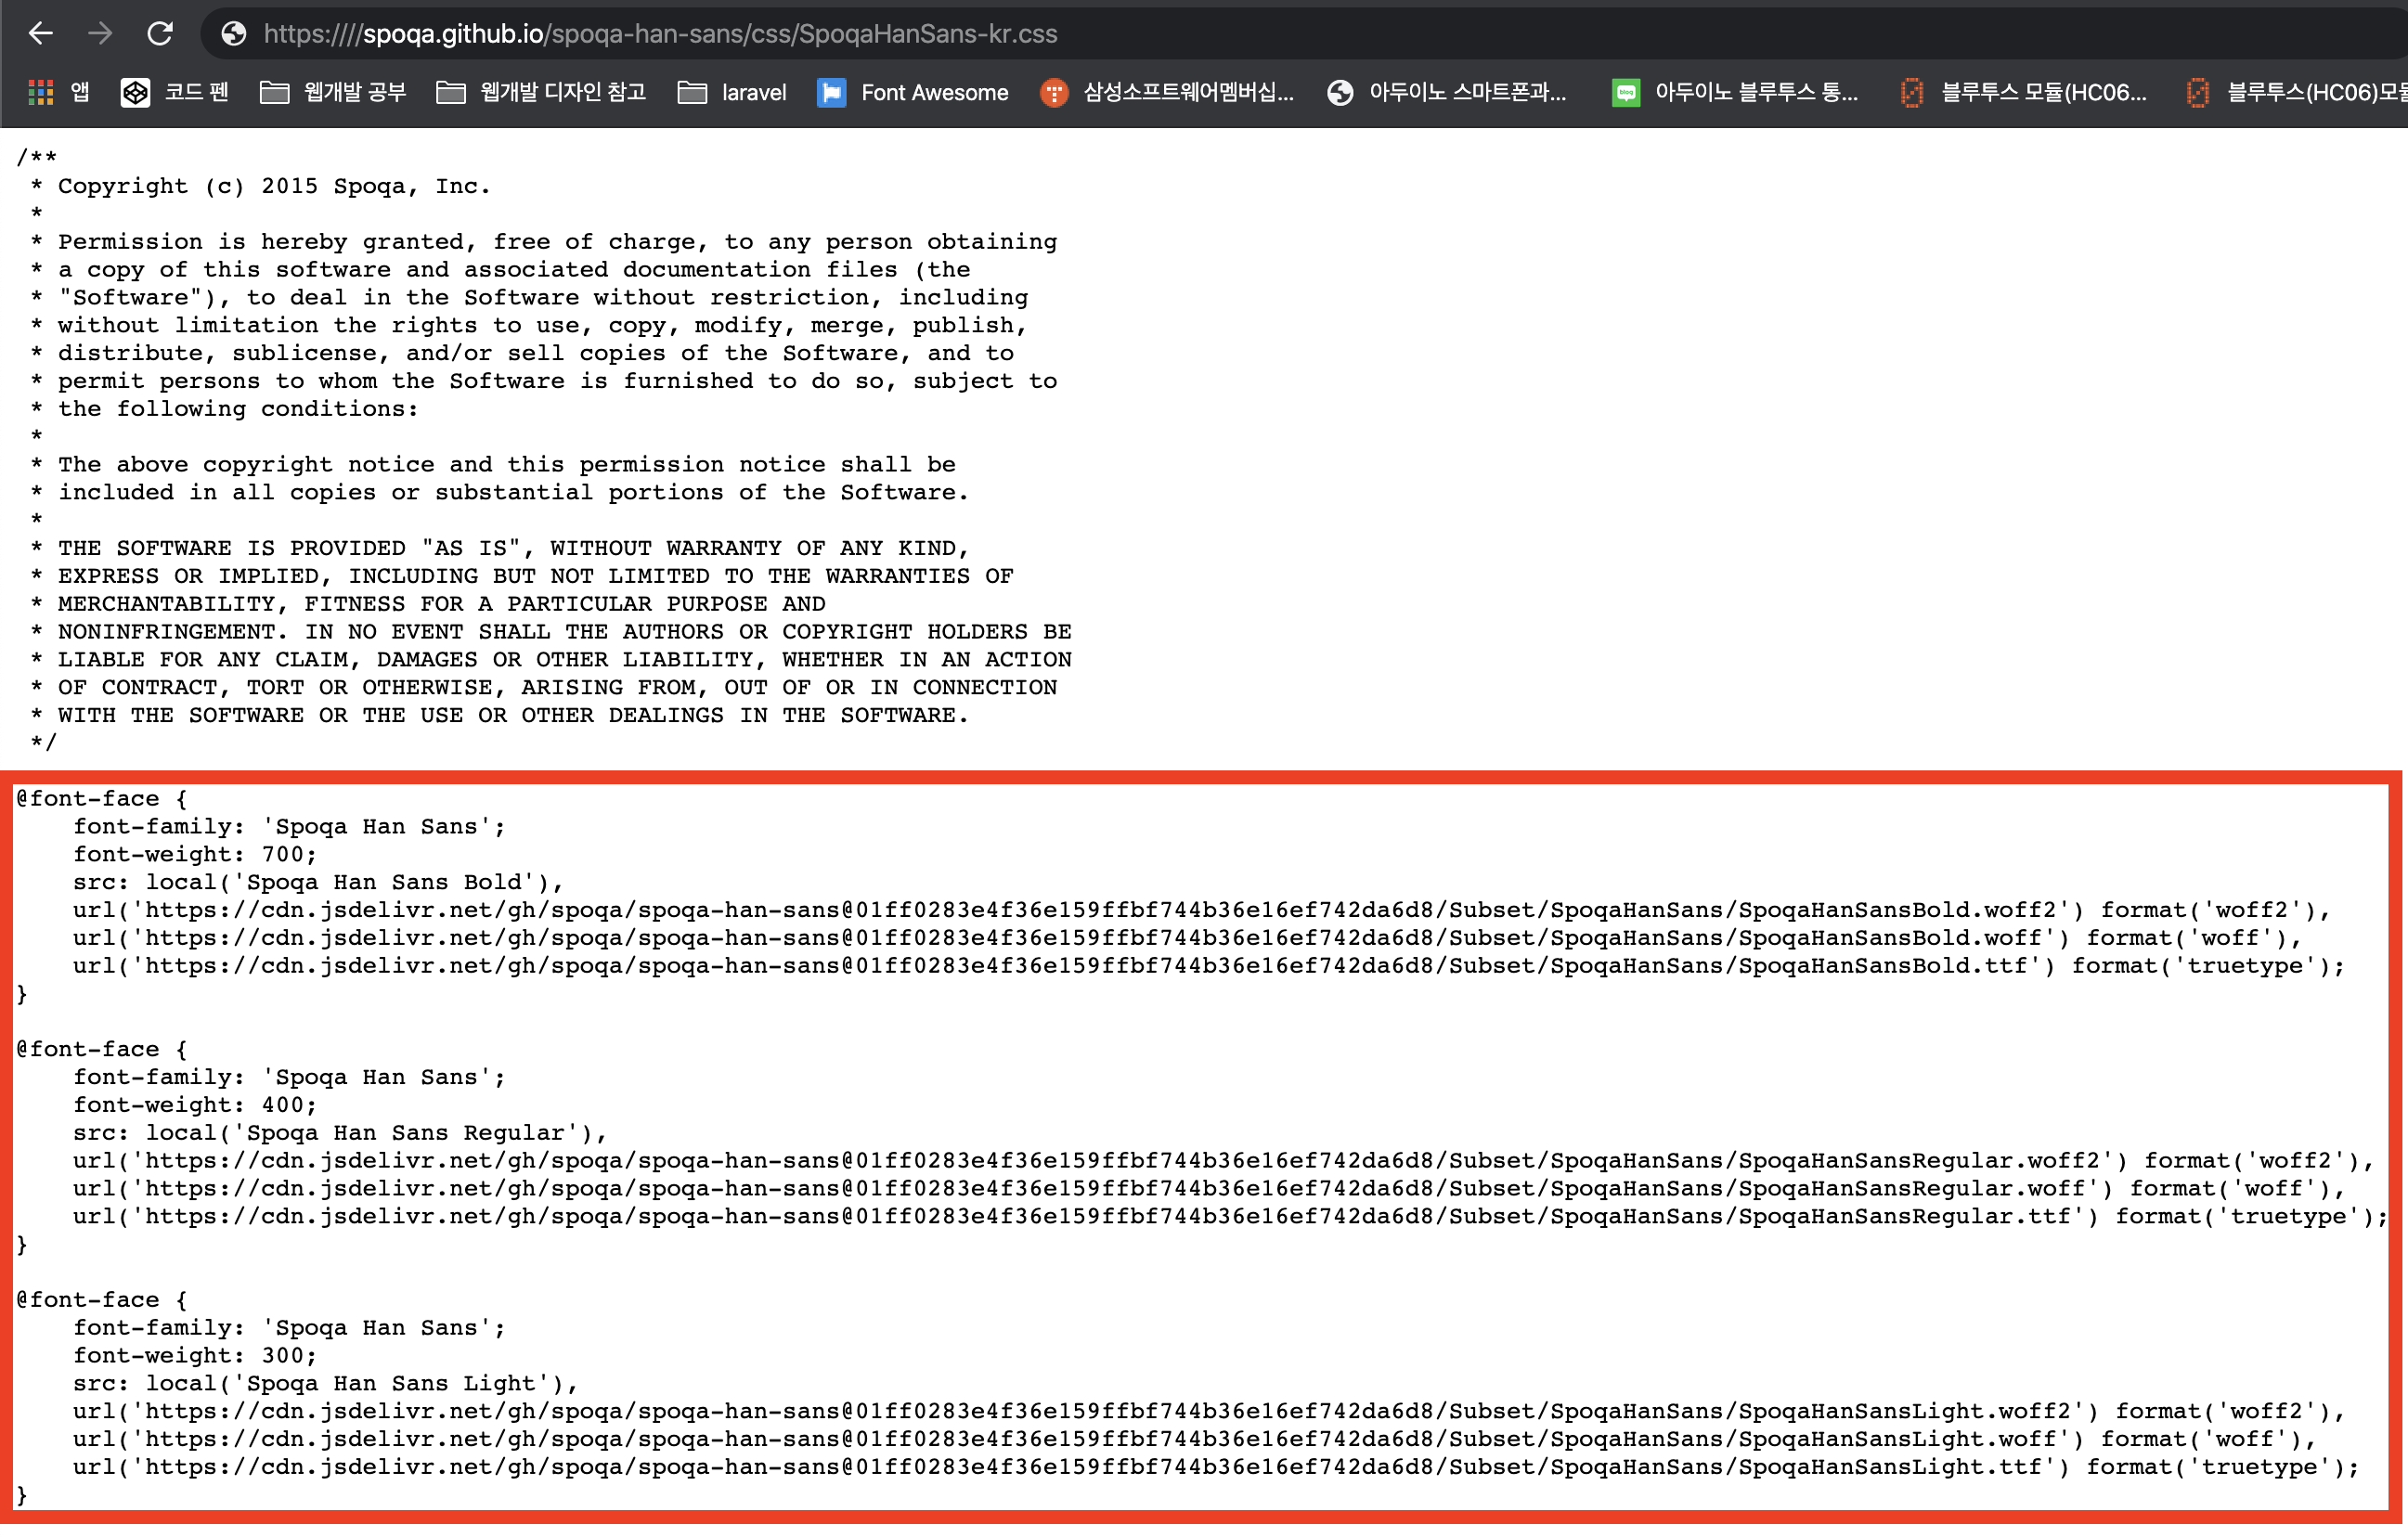 https:////spoqa.github.io/spoqa-han-sans/css/SpoqaHanSans-kr.css
앱 코드 펜 웹개발 공부 웹개발 디자인 참고 laravel Font Awesome 삼성소프트웨어멤버십... 아두이노 스마트폰과... blog 아두이노 블루투스 통... 블루투스 모듈(HC06... 블루투스(HC06)모듈
/**
* Copyright (c) 2015 Spoqa, Inc.
*
* Permission is hereby granted, free of charge, to any person obtaining
* a copy of this software and associated documentation files (the
* "Software"), to deal in the Software without restriction, including
* without limitation the rights to use, copy, modify, merge, publish,
* distribute, sublicense, and/or sell copies of the Software, and to
* permit persons to whom the Software is furnished to do so, subject to
* the following conditions:
*
* The above copyright notice and this permission notice shall be
* included in all copies or substantial portions of the Software.
*
* THE SOFTWARE IS PROVIDED "AS IS", WITHOUT WARRANTY OF ANY KIND,
* EXPRESS OR IMPLIED, INCLUDING BUT NOT LIMITED TO THE WARRANTIES OF
* MERCHANTABILITY, FITNESS FOR A PARTICULAR PURPOSE AND
* NONINFRINGEMENT. IN NO EVENT SHALL THE AUTHORS OR COPYRIGHT HOLDERS BE
* LIABLE FOR ANY CLAIM, DAMAGES OR OTHER LIABILITY, WHETHER IN AN ACTION
* OF CONTRACT, TORT OR OTHERWISE, ARISING FROM, OUT OF OR IN CONNECTION
* WITH THE SOFTWARE OR THE USE OR OTHER DEALINGS IN THE SOFTWARE.
*/
@font-face {
font-family: 'Spoqa Han Sans';
font-weight: 700;
src: local('Spoqa Han Sans Bold'),
url('https://cdn.jsdelivr.net/gh/spoqa/spoqa-han-sans@01ff0283e4f36e159ffbf744b36e16ef742da6d8/Subset/SpoqaHanSans/SpoqaHanSansBold.woff2') format('woff2'),
url('https://cdn.jsdelivr.net/gh/spoqa/spoqa-han-sans@01ff0283e4f36e159ffbf744b36e16ef742da6d8/Subset/SpoqaHanSans/SpoqaHanSansBold.woff') format('woff'),
url('https://cdn.jsdelivr.net/gh/spoqa/spoqa-han-sans@01ff0283e4f36e159ffbf744b36e16ef742da6d8/Subset/SpoqaHanSans/SpoqaHanSansBold.ttf') format('truetype');
}
@font-face {
font-family: 'Spoqa Han Sans';
font-weight: 400;
src: local('Spoqa Han Sans Regular'),
url('https://cdn.jsdelivr.net/gh/spoqa/spoqa-han-sans@01ff0283e4f36e159ffbf744b36e16ef742da6d8/Subset/SpoqaHanSans/SpoqaHanSansRegular.woff2') format('woff2'),
url('https://cdn.jsdelivr.net/gh/spoqa/spoqa-han-sans@01ff0283e4f36e159ffbf744b36e16ef742da6d8/Subset/SpoqaHanSans/SpoqaHanSansRegular.woff') format('woff'),
url('https://cdn.jsdelivr.net/gh/spoqa/spoqa-han-sans@01ff0283e4f36e159ffbf744b36e16ef742da6d8/Subset/SpoqaHanSans/SpoqaHanSansRegular.ttf') format('truetype');
}
@font-face {
font-family: 'Spoqa Han Sans';
font-weight: 300;
src: local('Spoqa Han Sans Light'),
url('https://cdn.jsdelivr.net/gh/spoqa/spoqa-han-sans@01ff0283e4f36e159ffbf744b36e16ef742da6d8/Subset/SpoqaHanSans/SpoqaHanSansLight.woff2') format('woff2'),
url('https://cdn.jsdelivr.net/gh/spoqa/spoqa-han-sans@01ff0283e4f36e159ffbf744b36e16ef742da6d8/Subset/SpoqaHanSans/SpoqaHanSansLight.woff') format('woff'),
url('https://cdn.jsdelivr.net/gh/spoqa/spoqa-han-sans@01ff0283e4f36e159ffbf744b36e16ef742da6d8/Subset/SpoqaHanSans/SpoqaHanSansLight.ttf') format('truetype');
}